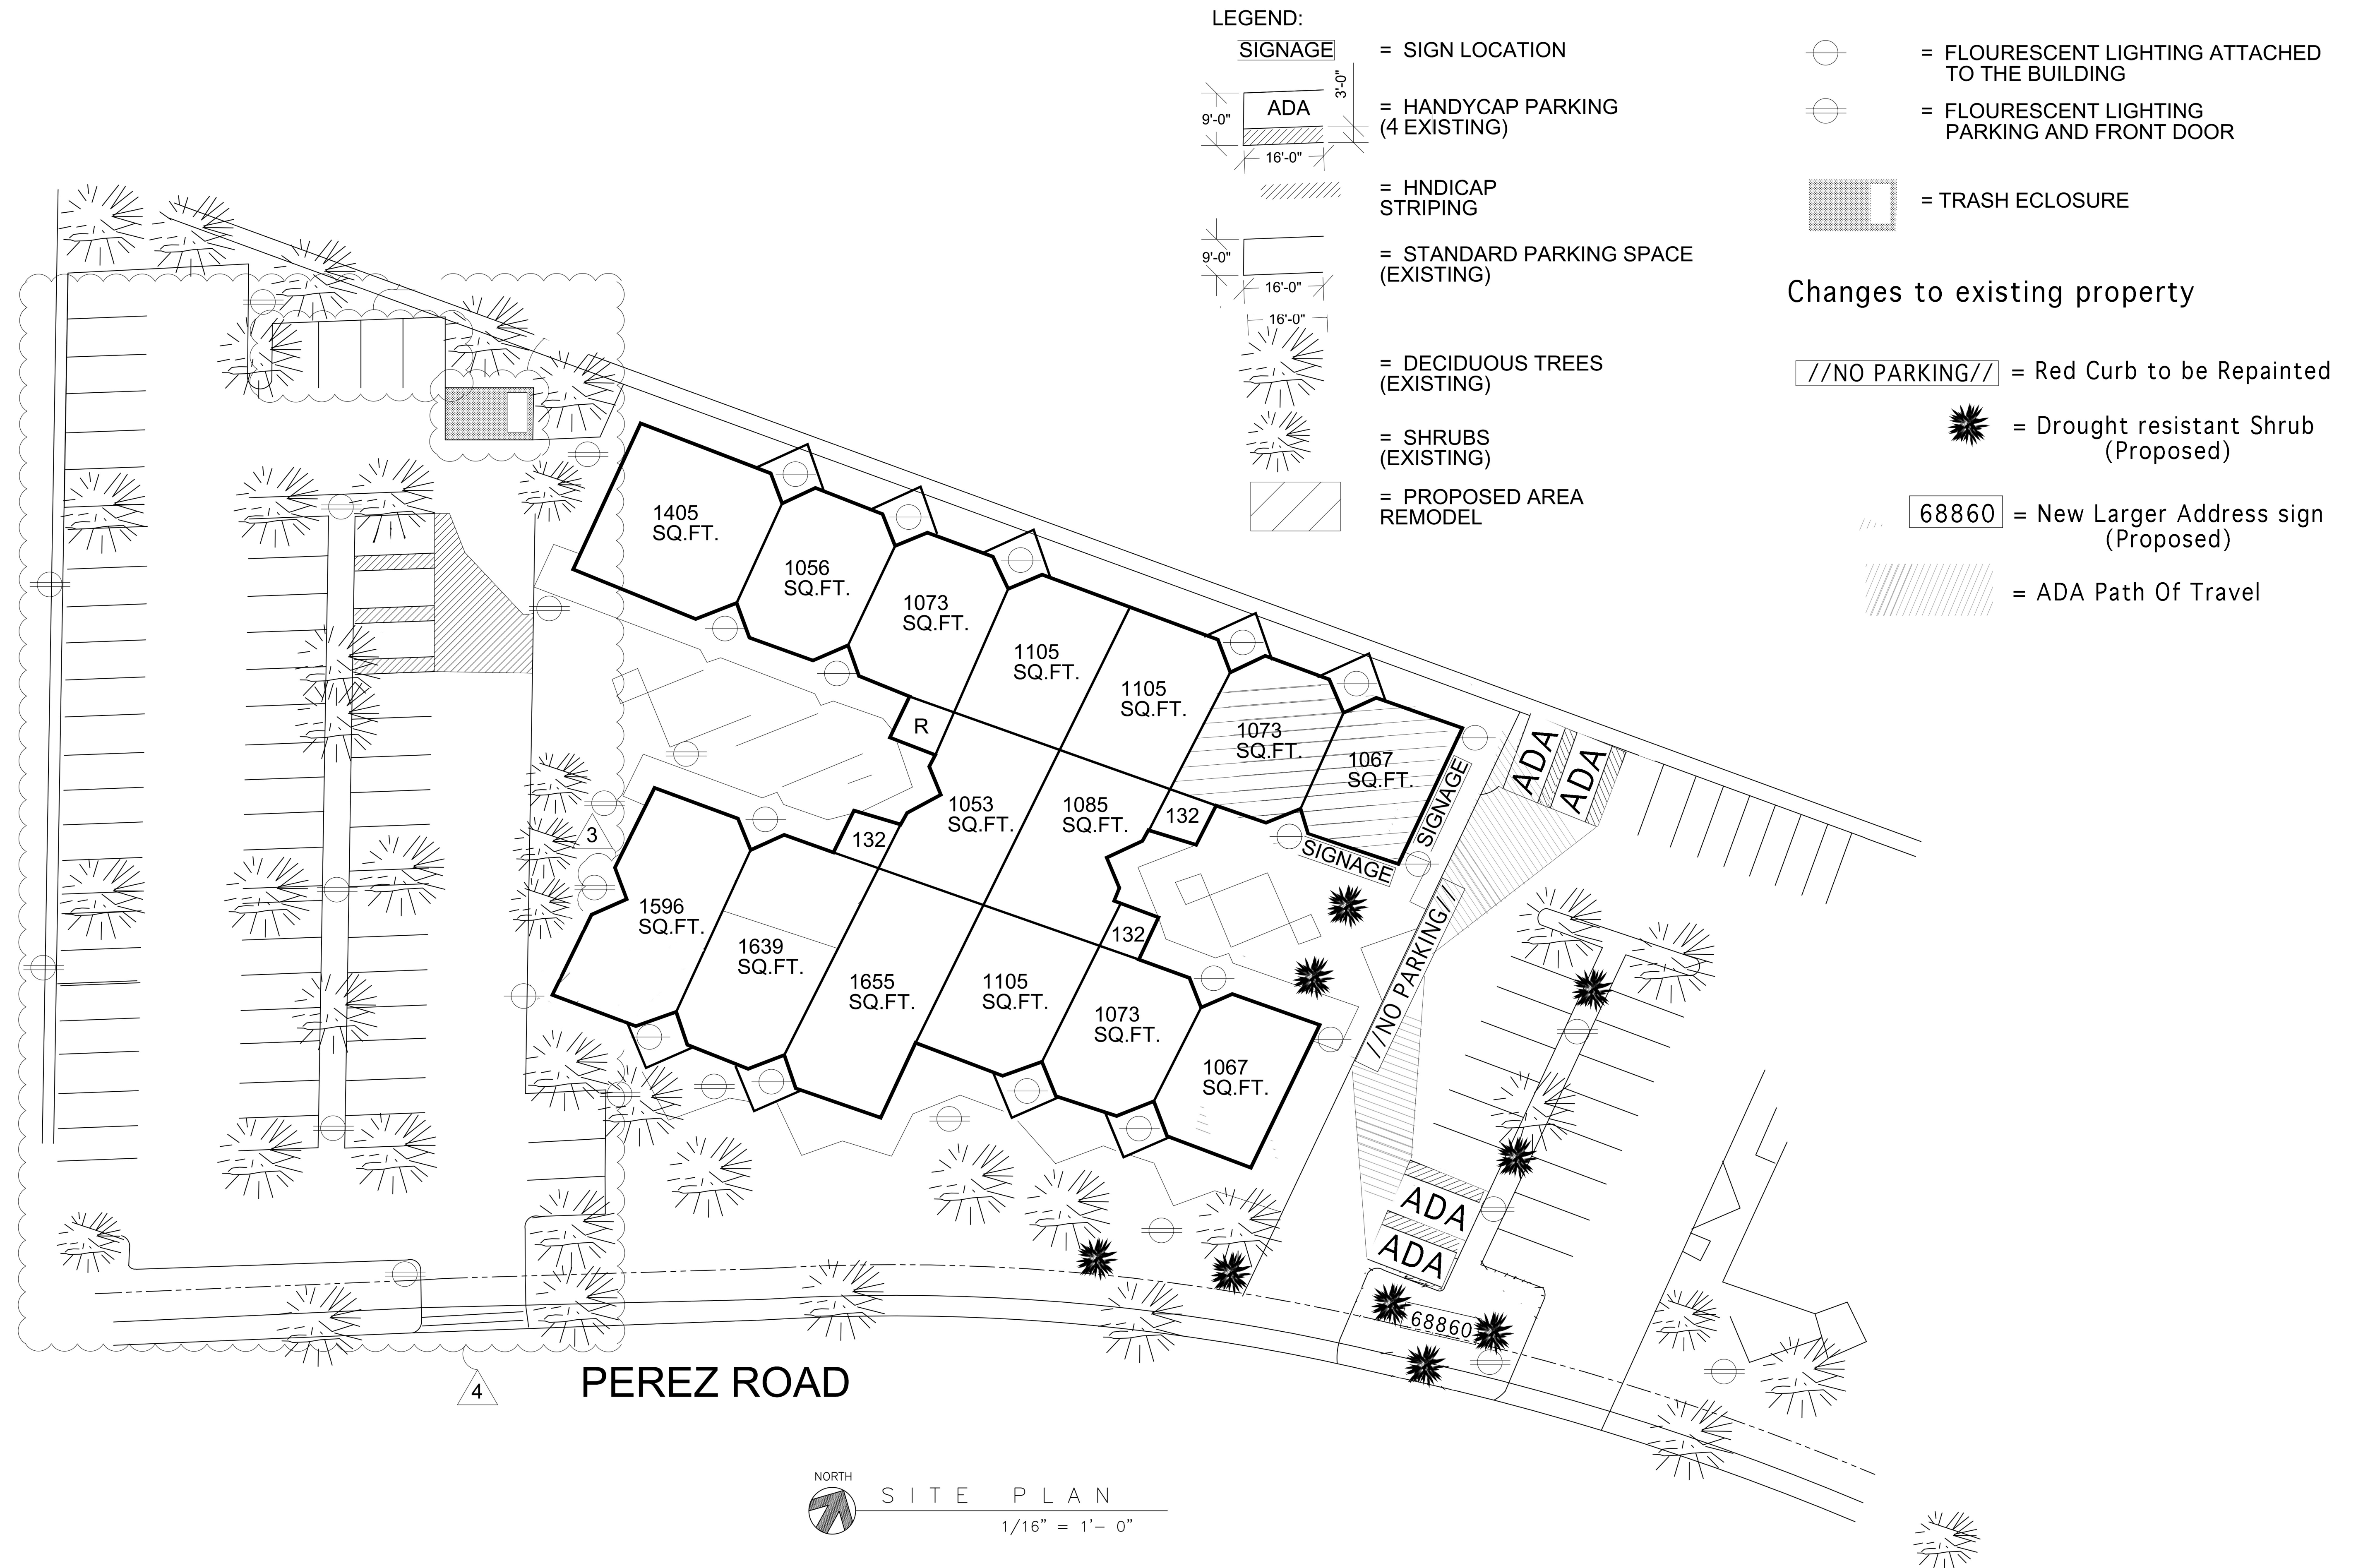 LEGEND:
SIGNAGE
= SIGN LOCATION
9'-0"
ADA
3'-0"
16'-0"
= HANDYCAP PARKING
(4 EXISTING)
= HNDICAP
STRIPING
9'-0"
16'-0"
= STANDARD PARKING SPACE
(EXISTING)
16'-0"
= DECIDUOUS TREES
(EXISTING)
= SHRUBS
(EXISTING)
= PROPOSED AREA
REMODEL
= FLOURESCENT LIGHTING ATTACHED
TO THE BUILDING
= FLOURESCENT LIGHTING
PARKING AND FRONT DOOR
= TRASH ECLOSURE
Changes to existing property
//NO PARKING// = Red Curb to be Repainted
= Drought resistant Shrub
(Proposed)
68860 = New Larger Address sign
(Proposed)
= ADA Path Of Travel
1405
SQ.FT.
1056
SQ.FT.
1073
SQ.FT.
1105
SQ.FT.
1105
SQ.FT.
1073
SQ.FT.
1067
SQ.FT.
R
1053
SQ.FT.
1085
SQ.FT.
132
132
132
SIGNAGE
SIGNAGE
ADA
ADA
3
1596
SQ.FT.
1639
SQ.FT.
1655
SQ.FT.
1105
SQ.FT.
1073
SQ.FT.
1067
SQ.FT.
//NO PARKING//
ADA
ADA
68860
4
PEREZ ROAD
NORTH
SITE PLAN
1/16" = 1'- 0"